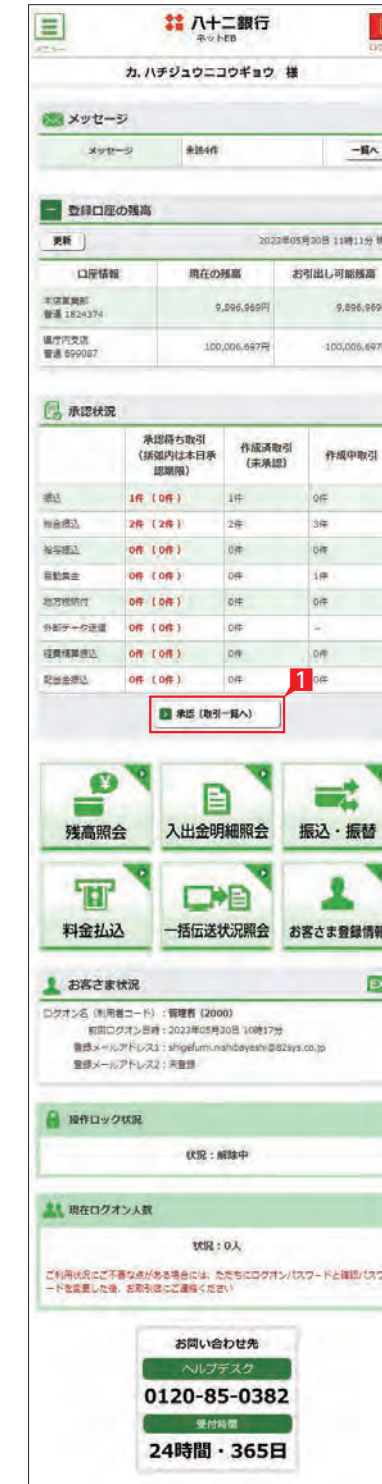 メニュー
八十二銀行
ネットEB
カ. ハチジュウニコウギョウ 様
メッセージ
メッセージ 未読4件 一覧へ
登録口座の残高
更新 2023年05月30日 11時11分
口座情報 現在の残高 お引出し可能残高
本店営業部
普通 1824374 9,896,969円 9,896,969
県庁内支店
普通 699087 100,006,697円 100,006,697
承認状況
承認待ち取引
(括弧内は本日承
認期限)
作成済取引
(未承認)
作成中取引
振込 1件 (0件) 1件 0件
総合振込 2件 (2件) 2件 3件
給与振込 0件 (0件) 0件 0件
自動集金 0件 (0件) 0件 1件
地方税納付 0件 (0件) 0件 0件
外部データ送信 0件 (0件) 0件 -
経費精算振込 0件 (0件) 0件 0件
配当金振込 0件 (0件) 0件 0件
1
承認(取引一覧へ)
残高照会 入出金明細照会 振込・振替
料金払込 一括伝送状況照会 お客さま登録情報
お客さま状況
ログオン名(利用者コード):管理者 (2000)
前回ログオン日時:2023年05月30日 10時17分
登録メールアドレス1:shigefumi.nishibayashi@82sys.co.jp
登録メールアドレス2:未登録
操作ロック状況
状況:解除中
現在ログオン人数
状況:0人
ご利用状況にご不審な点がある場合には、ただちにログオンパスワードと確認パスワ
ードを変更した後、お取引店にご連絡ください
お問い合わせ先
ヘルプデスク
0120-85-0382
受付時間
24時間・365日